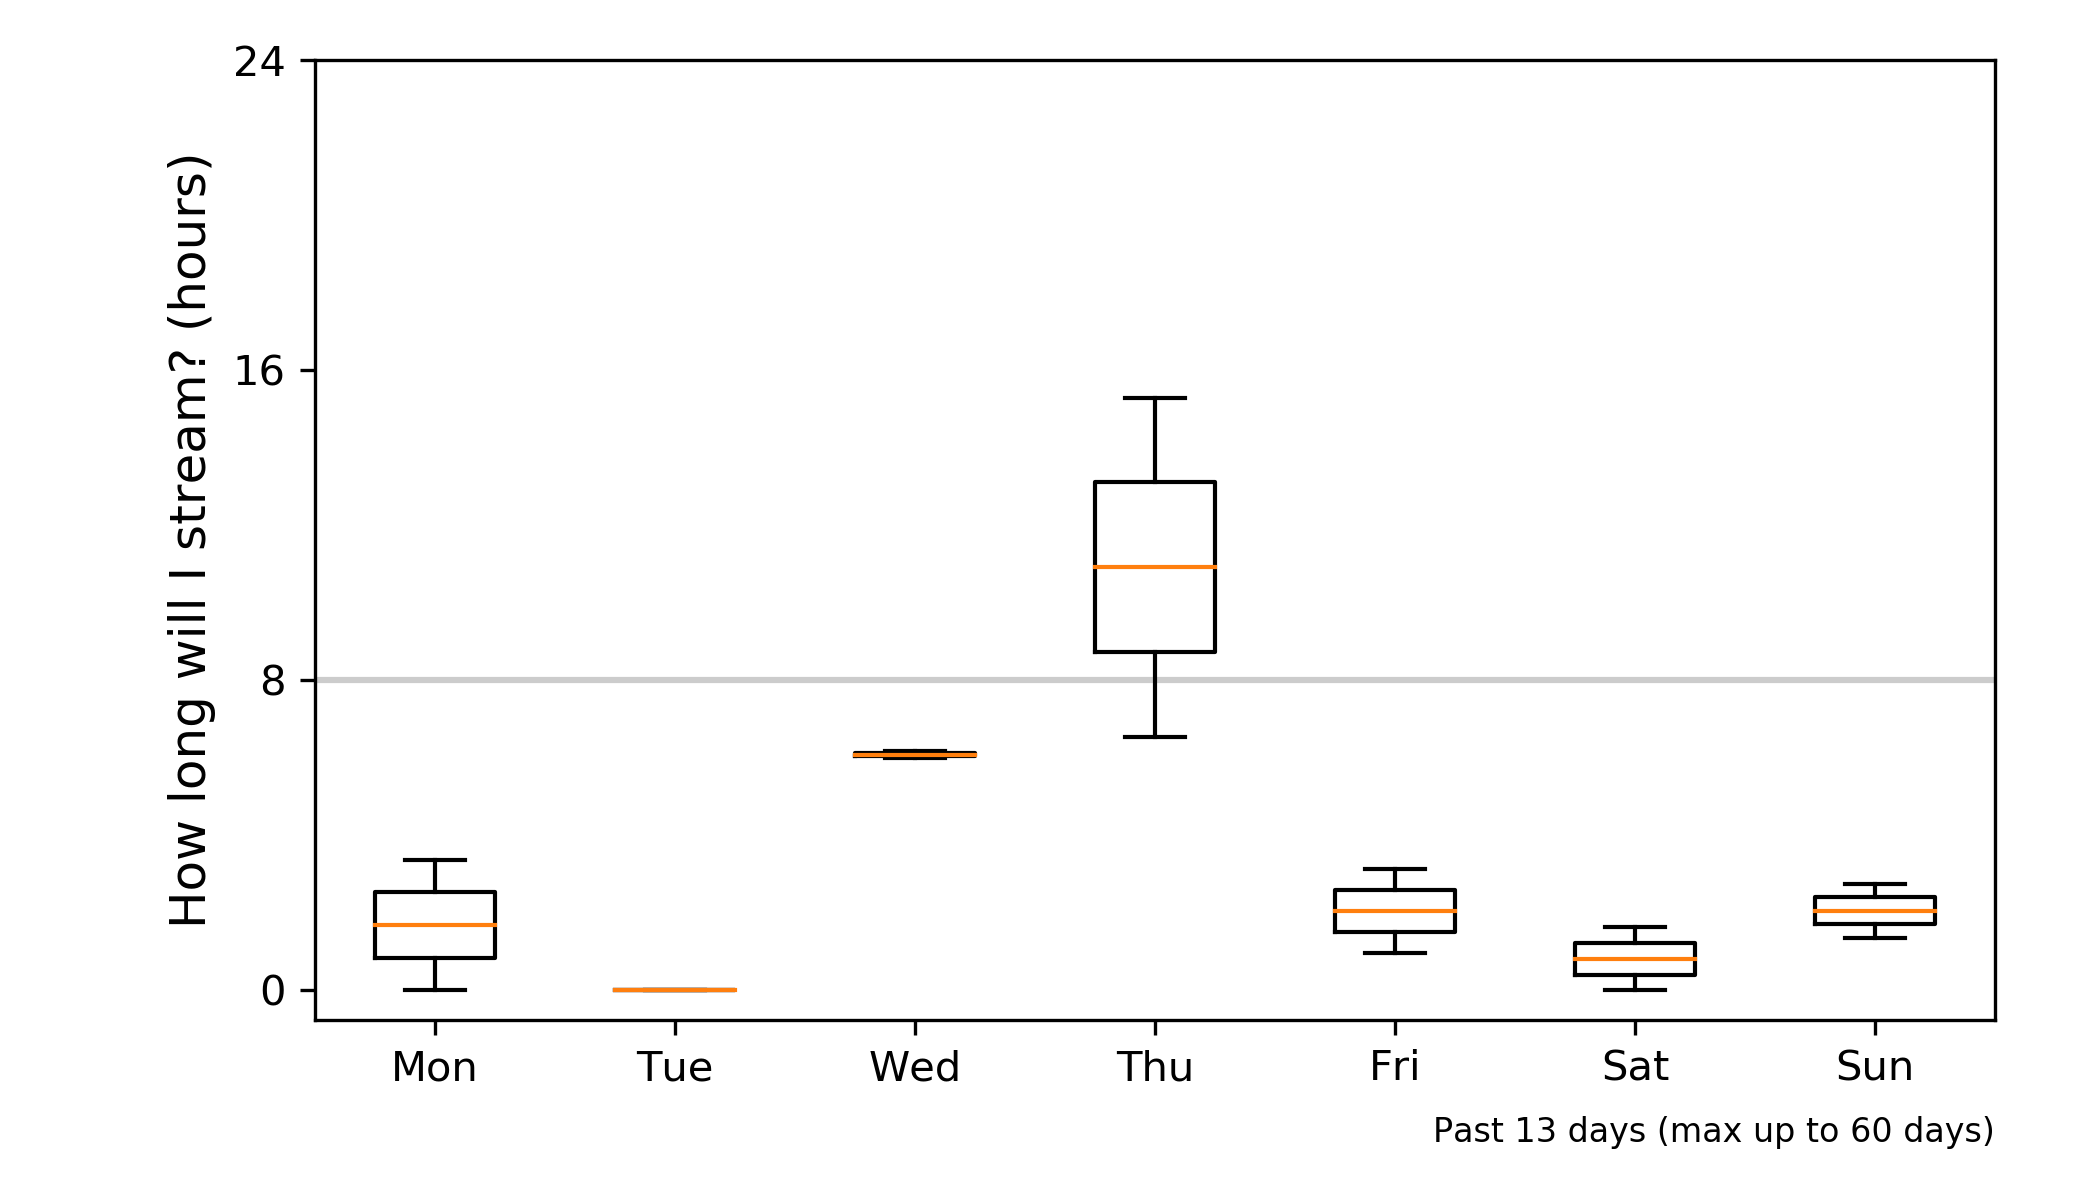 How long will I stream? (hours)
24
16
8
0
Mon Tue Wed Thu Fri Sat Sun
Past 13 days (max up to 60 days)